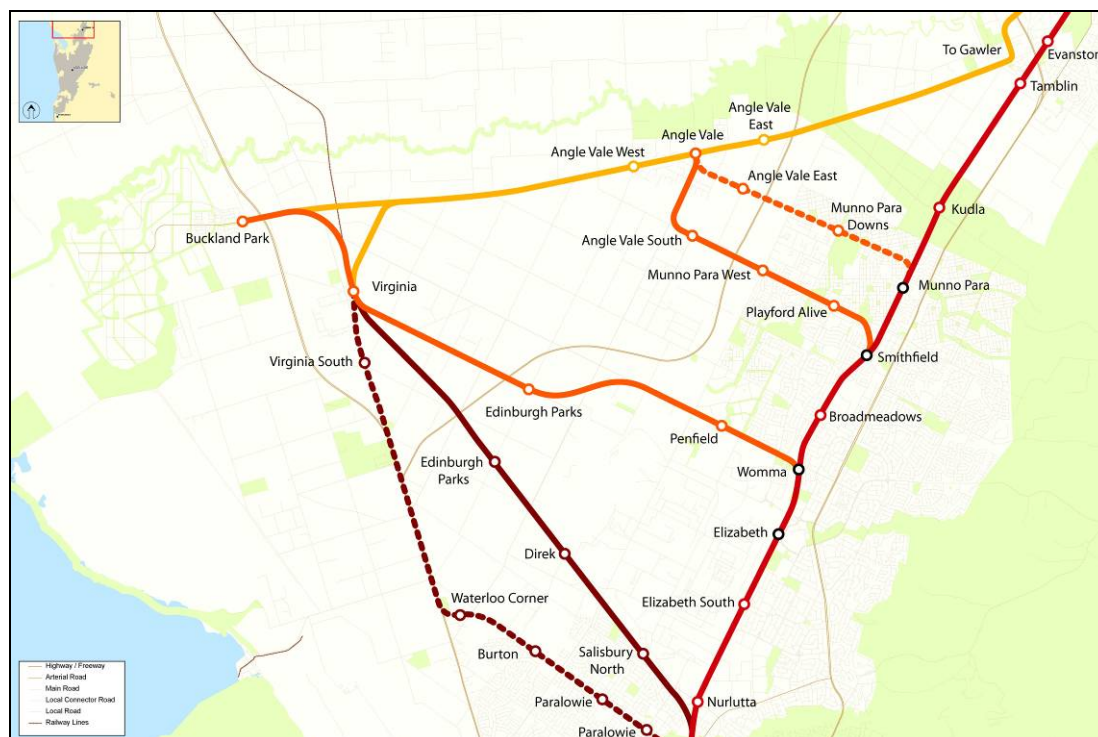 To Gawler
Evanston
Tamblin
Angle Vale
East
Angle Vale
Angle Vale West
Angle Vale East
Munno Para
Downs
Kudla
Buckland Park
Angle Vale South
Munno Para West
Munno Para
Virginia
Playford Alive
Smithfield
Virginia South
Edinburgh Parks
Broadmeadows
Penfield
Edinburgh
Parks
Womma
Elizabeth
Direk
Waterloo Corner
Elizabeth South
Burton
Salisbury
North
Paralowie
Nurlutta
Paralowie
Highway / Freeway
Arterial Road
Main Road
Local Connector Road
Local Road
Railway Lines